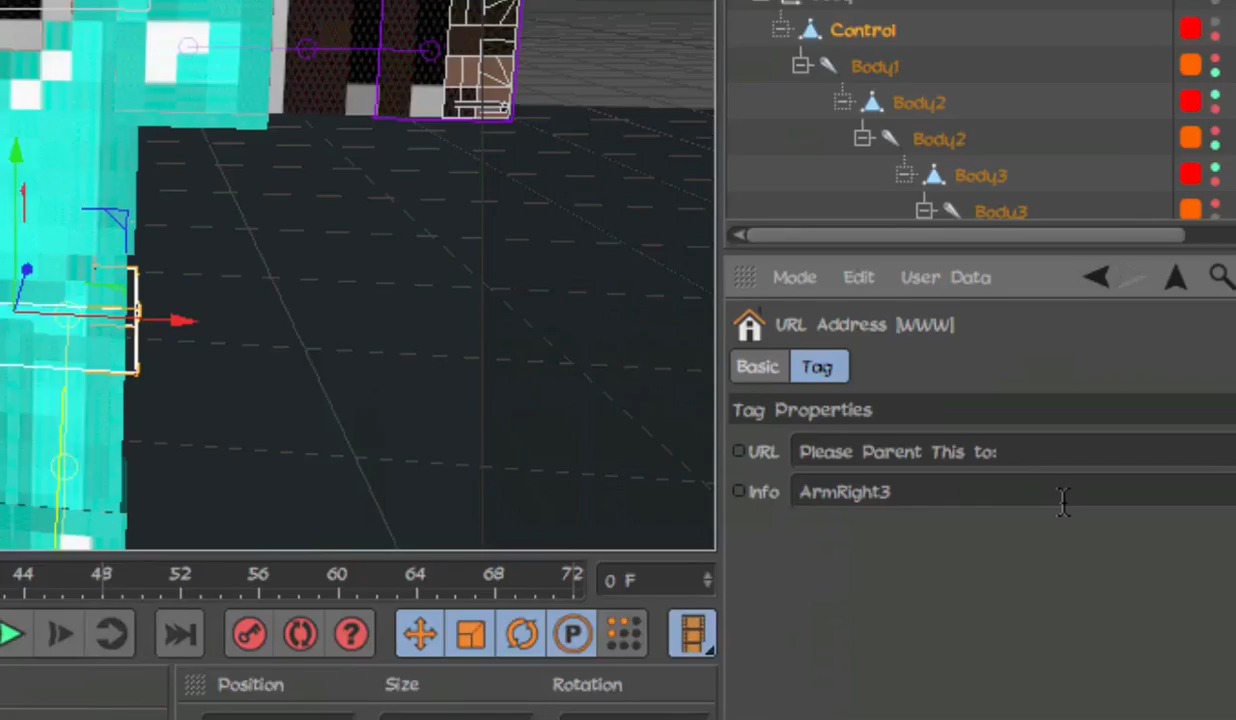 Control
Body1
Body2
Body2
Body3
Body3
Mode Edit User Data
URL Address [WWW]
Basic Tag
Tag Properties
URL Please Parent This to:
Info ArmRight3
44 48 52 56 60 64 68 72 0 F
P
Position Size Rotation